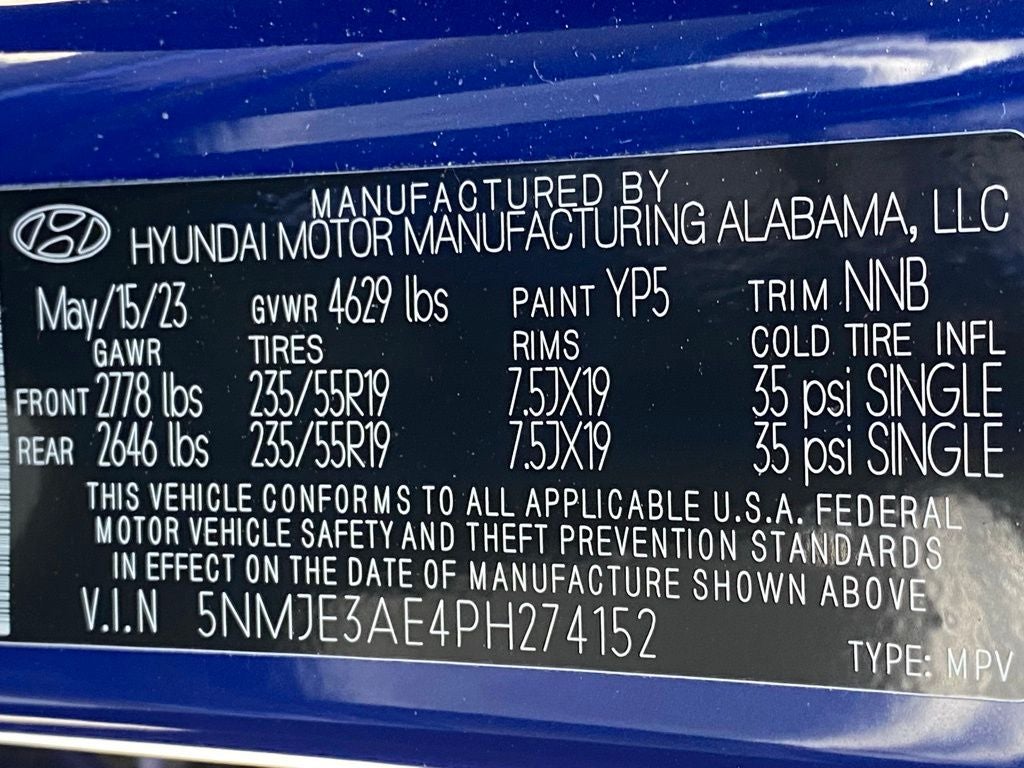 MANUFACTURED BY
HYUNDAI MOTOR MANUFACTURING ALABAMA, LLC
May/15/23 GVWR 4629 lbs PAINT YP5 TRIM NNB
GAWR TIRES RIMS COLD TIRE INFL
FRONT 2778 lbs 235/55R19 7.5JX19 35 psi SINGLE
REAR 2646 lbs 235/55R19 7.5JX19 35 psi SINGLE
THIS VEHICLE CONFORMS TO ALL APPLICABLE U.S.A. FEDERAL
MOTOR VEHICLE SAFETY AND THEFT PREVENTION STANDARDS
IN EFFECT ON THE DATE OF MANUFACTURE SHOWN ABOVE
V.I.N 5NMJE3AE4PH274152
TYPE: MPV